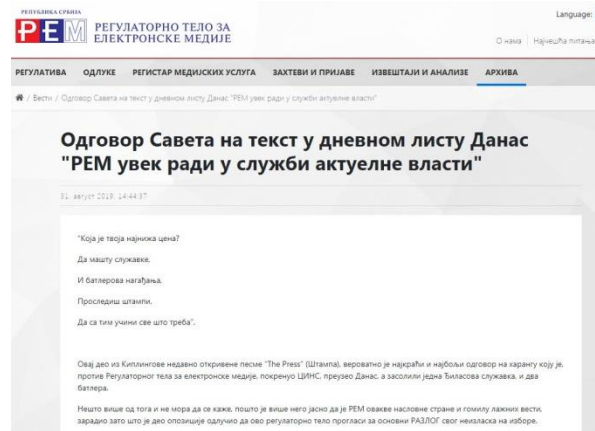 РЕПУБЛИКА СРБИЈА
РЕМ
РЕГУЛАТОРНО ТЕЛО ЗА
ЕЛЕКТРОНСКЕ МЕДИЈЕ
Language:
О нама | Најчешћа питања
РЕГУЛАТИВА ОДЛУКЕ РЕГИСТАР МЕДИЈСКИХ УСЛУГА ЗАХТЕВИ И ПРИЈАВЕ ИЗВЕШТАЈИ И АНАЛИЗЕ АРХИВА
/ Вести / Одговор Савета на текст у дневном листу Данас "РЕМ увек ради у служби актуелне власти"
Одговор Савета на текст у дневном листу Данас
"РЕМ увек ради у служби актуелне власти"
31. август 2019. 14:44:37
"Која је твоја најнижа цена?
Да машту служавке.
И батлерова нагађања.
Проследиш штампи.
Да са тим учини све што треба".
Овај део из Киплингове недавно откривене песме "The Press" (Штампа), вероватно је најкраћи и најбољи одговор на харангу коју је,
против Регулаторног тела за електронске медије, покренуо ЦИНС, преузео Данас, а засолили једна Ђиласова служавка, и два
батлера.
Нешто више од тога и не мора да се каже, пошто је више него јасно да је РЕМ овакве насловне стране и гомилу лажних вести,
зарадио зато што је део опозиције одлучио да ово регулаторно тело прогласи за основни РАЗЛОГ свог неизласка на изборе.